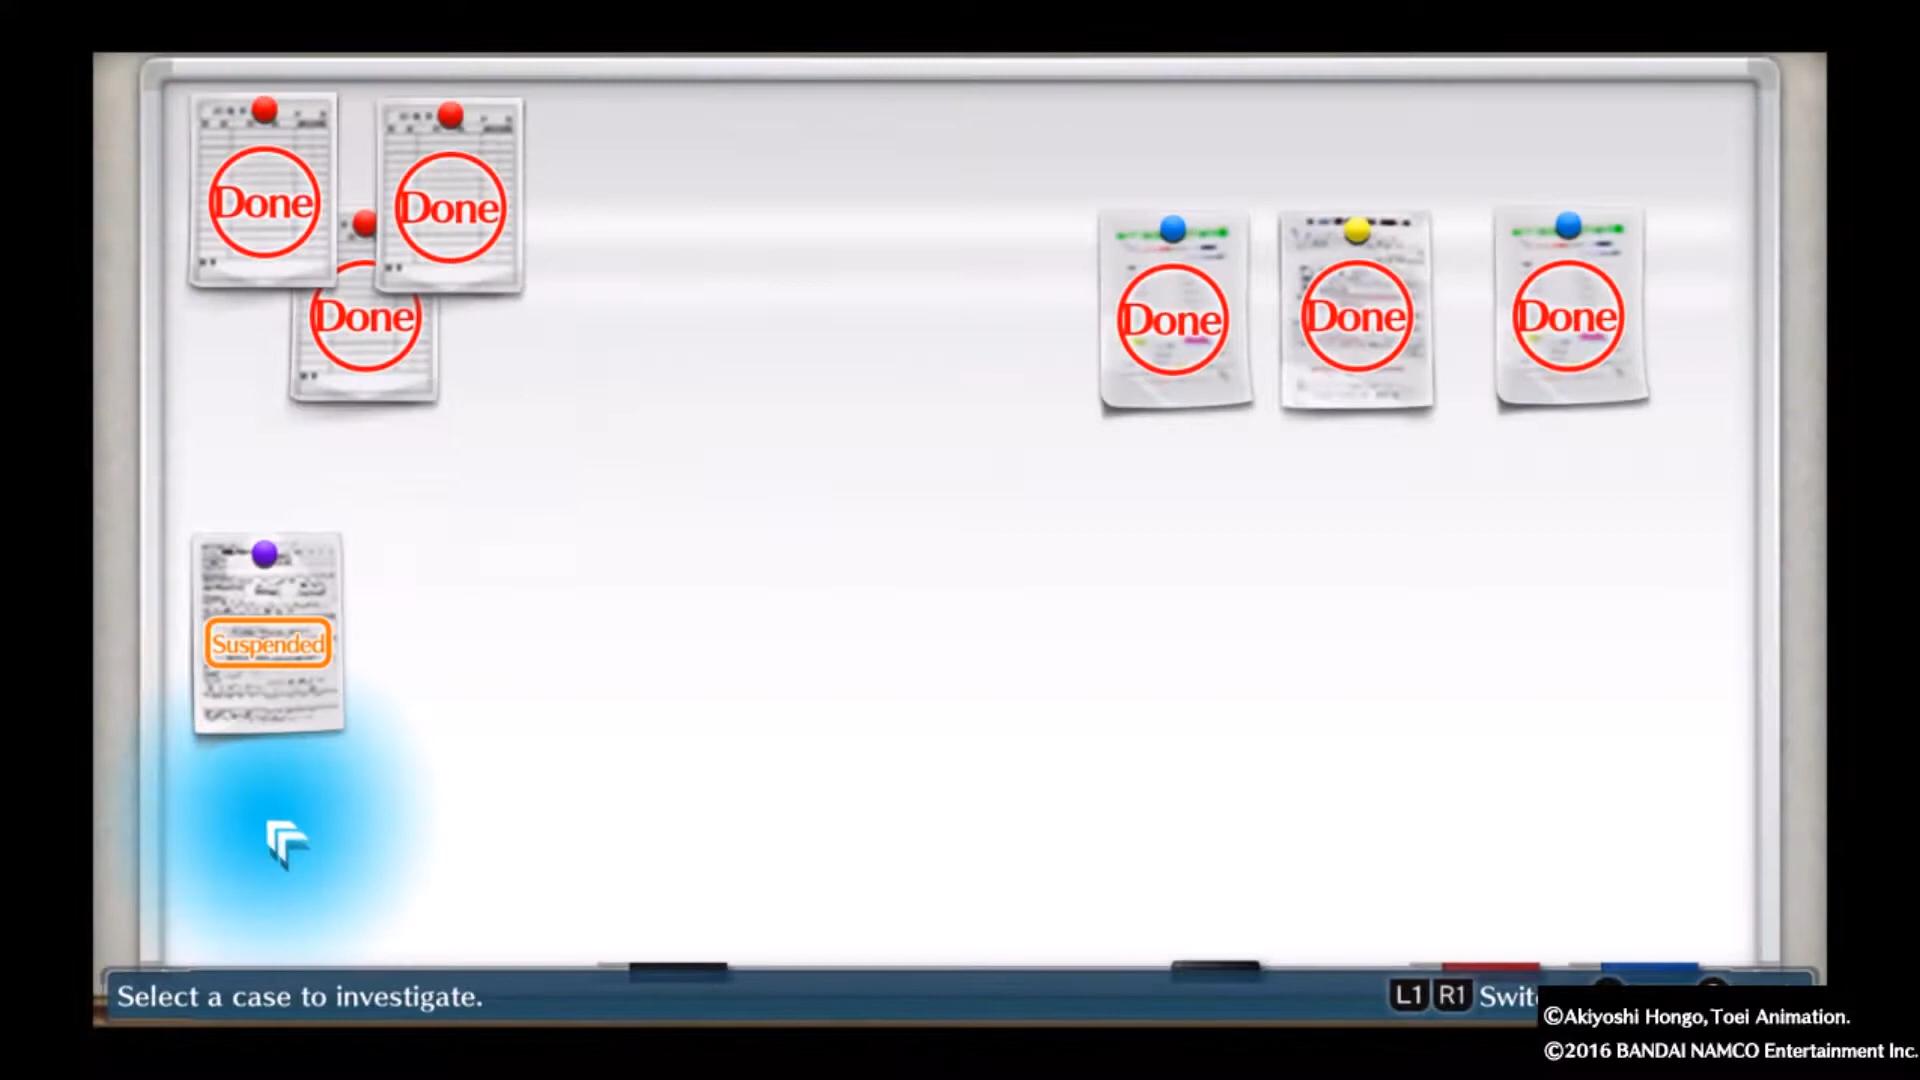 Done
Done
Done
Done
Done
Done
Suspended
Select a case to investigate.
L1 R1
©Akiyoshi Hongo, Toei Animation.
©2016 BANDAI NAMCO Entertainment Inc.